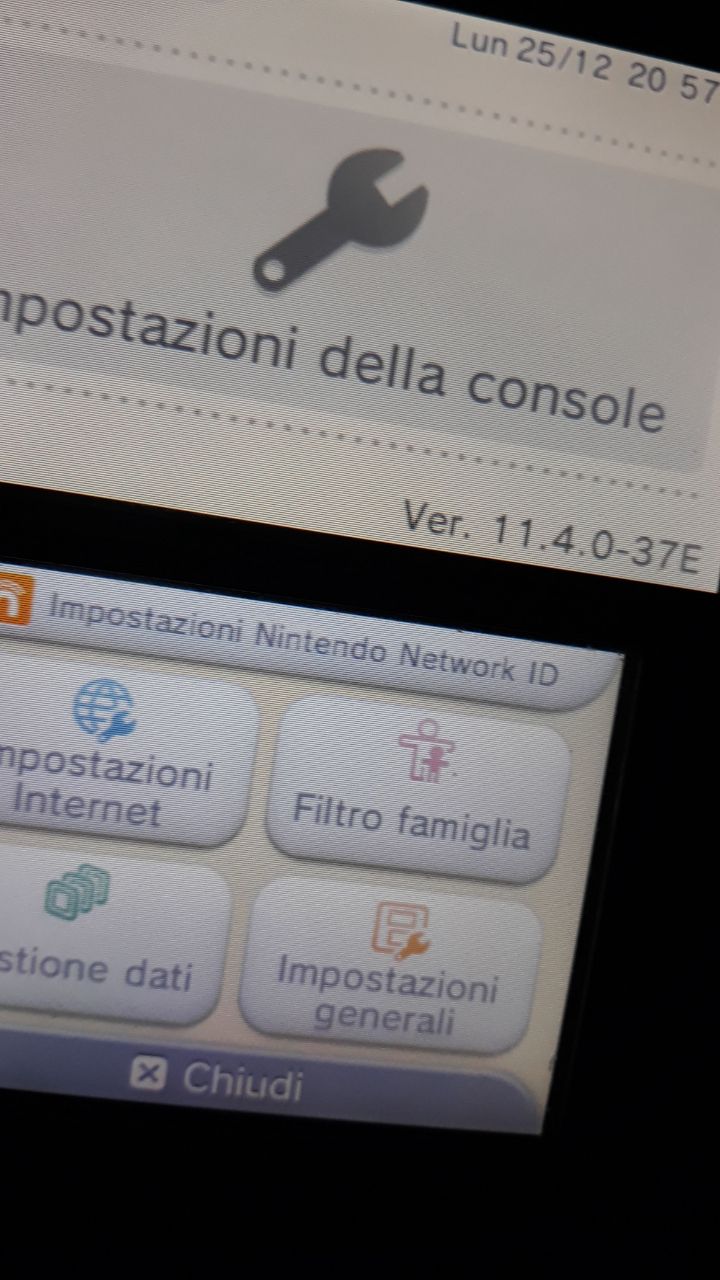 Lun 25/12 20 57
mpostazioni della console
Ver. 11.4.0-37E
Impostazioni Nintendo Network ID
mpostazioni
Internet
Filtro famiglia
stione dati
Impostazioni
generali
Chiudi